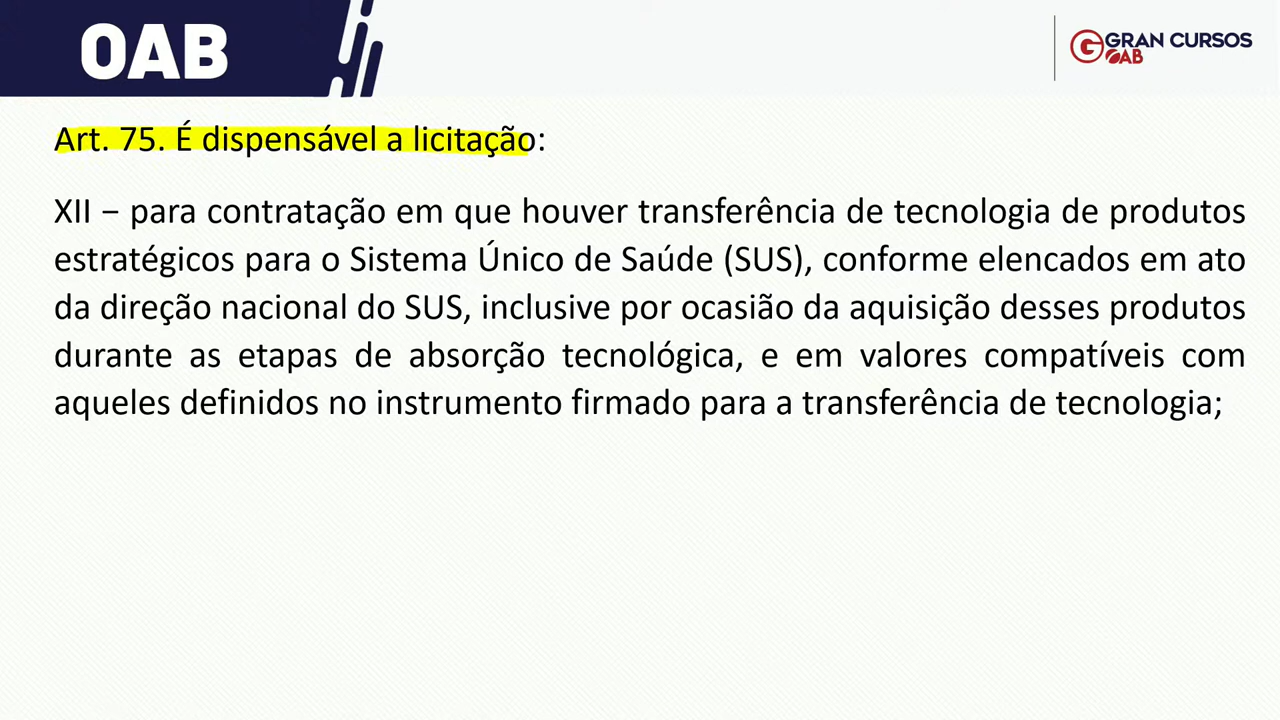 OAB
GRAN CURSOS
OAB
Art. 75. É dispensável a licitação:
XII − para contratação em que houver transferência de tecnologia de produtos
estratégicos para o Sistema Único de Saúde (SUS), conforme elencados em ato
da direção nacional do SUS, inclusive por ocasião da aquisição desses produtos
durante as etapas de absorção tecnológica, e em valores compatíveis com
aqueles definidos no instrumento firmado para a transferência de tecnologia;